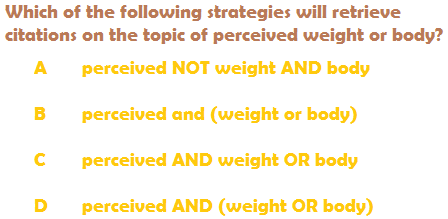 Which of the following strategies will retrieve
citations on the topic of perceived weight or body?
A perceived NOT weight AND body
B perceived and (weight or body)
C perceived AND weight OR body
D perceived AND (weight OR body)